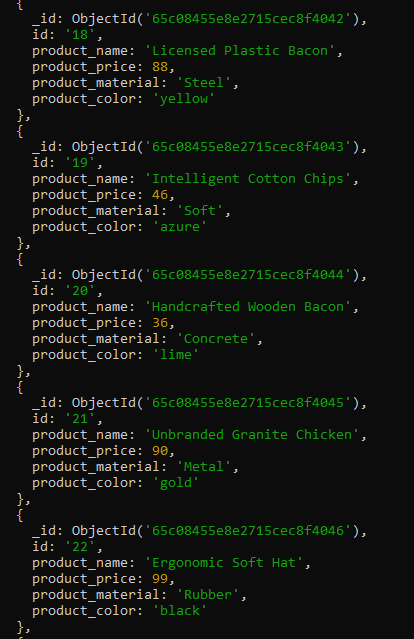 {
_id: ObjectId('65c08455e8e2715cec8f4042'),
id: '18',
product_name: 'Licensed Plastic Bacon',
product_price: 88,
product_material: 'Steel',
product_color: 'yellow'
},
{
_id: ObjectId('65c08455e8e2715cec8f4043'),
id: '19',
product_name: 'Intelligent Cotton Chips',
product_price: 46,
product_material: 'Soft',
product_color: 'azure'
},
{
_id: ObjectId('65c08455e8e2715cec8f4044'),
id: '20',
product_name: 'Handcrafted Wooden Bacon',
product_price: 36,
product_material: 'Concrete',
product_color: 'lime'
},
{
_id: ObjectId('65c08455e8e2715cec8f4045'),
id: '21',
product_name: 'Unbranded Granite Chicken',
product_price: 90,
product_material: 'Metal',
product_color: 'gold'
},
{
_id: ObjectId('65c08455e8e2715cec8f4046'),
id: '22',
product_name: 'Ergonomic Soft Hat',
product_price: 99,
product_material: 'Rubber',
product_color: 'black'
},